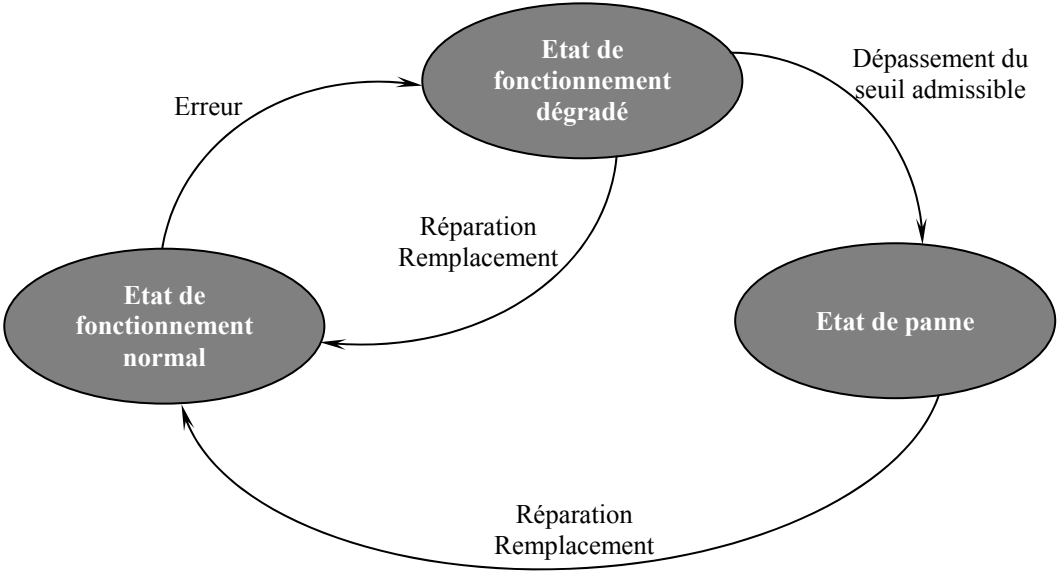 Etat de
fonctionnement
dégradé
Dépassement du
seuil admissible
Erreur
Réparation
Remplacement
Etat de
fonctionnement
normal
Etat de panne
Réparation
Remplacement